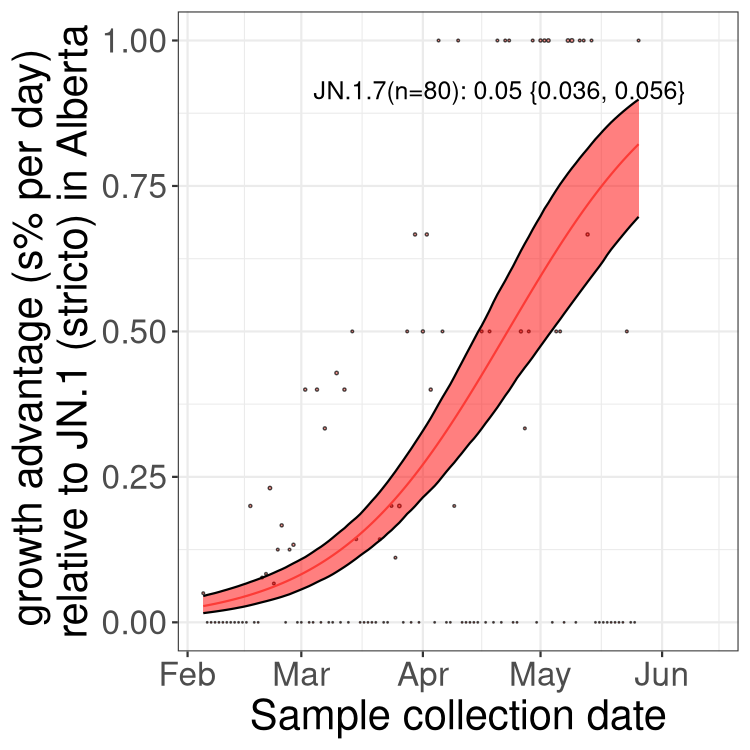 growth advantage (s% per day)
relative to JN.1 (stricto) in Alberta
1.00
0.75
0.50
0.25
0.00
JN.1.7(n=80): 0.05 {0.036, 0.056}
Feb Mar Apr May Jun
Sample collection date